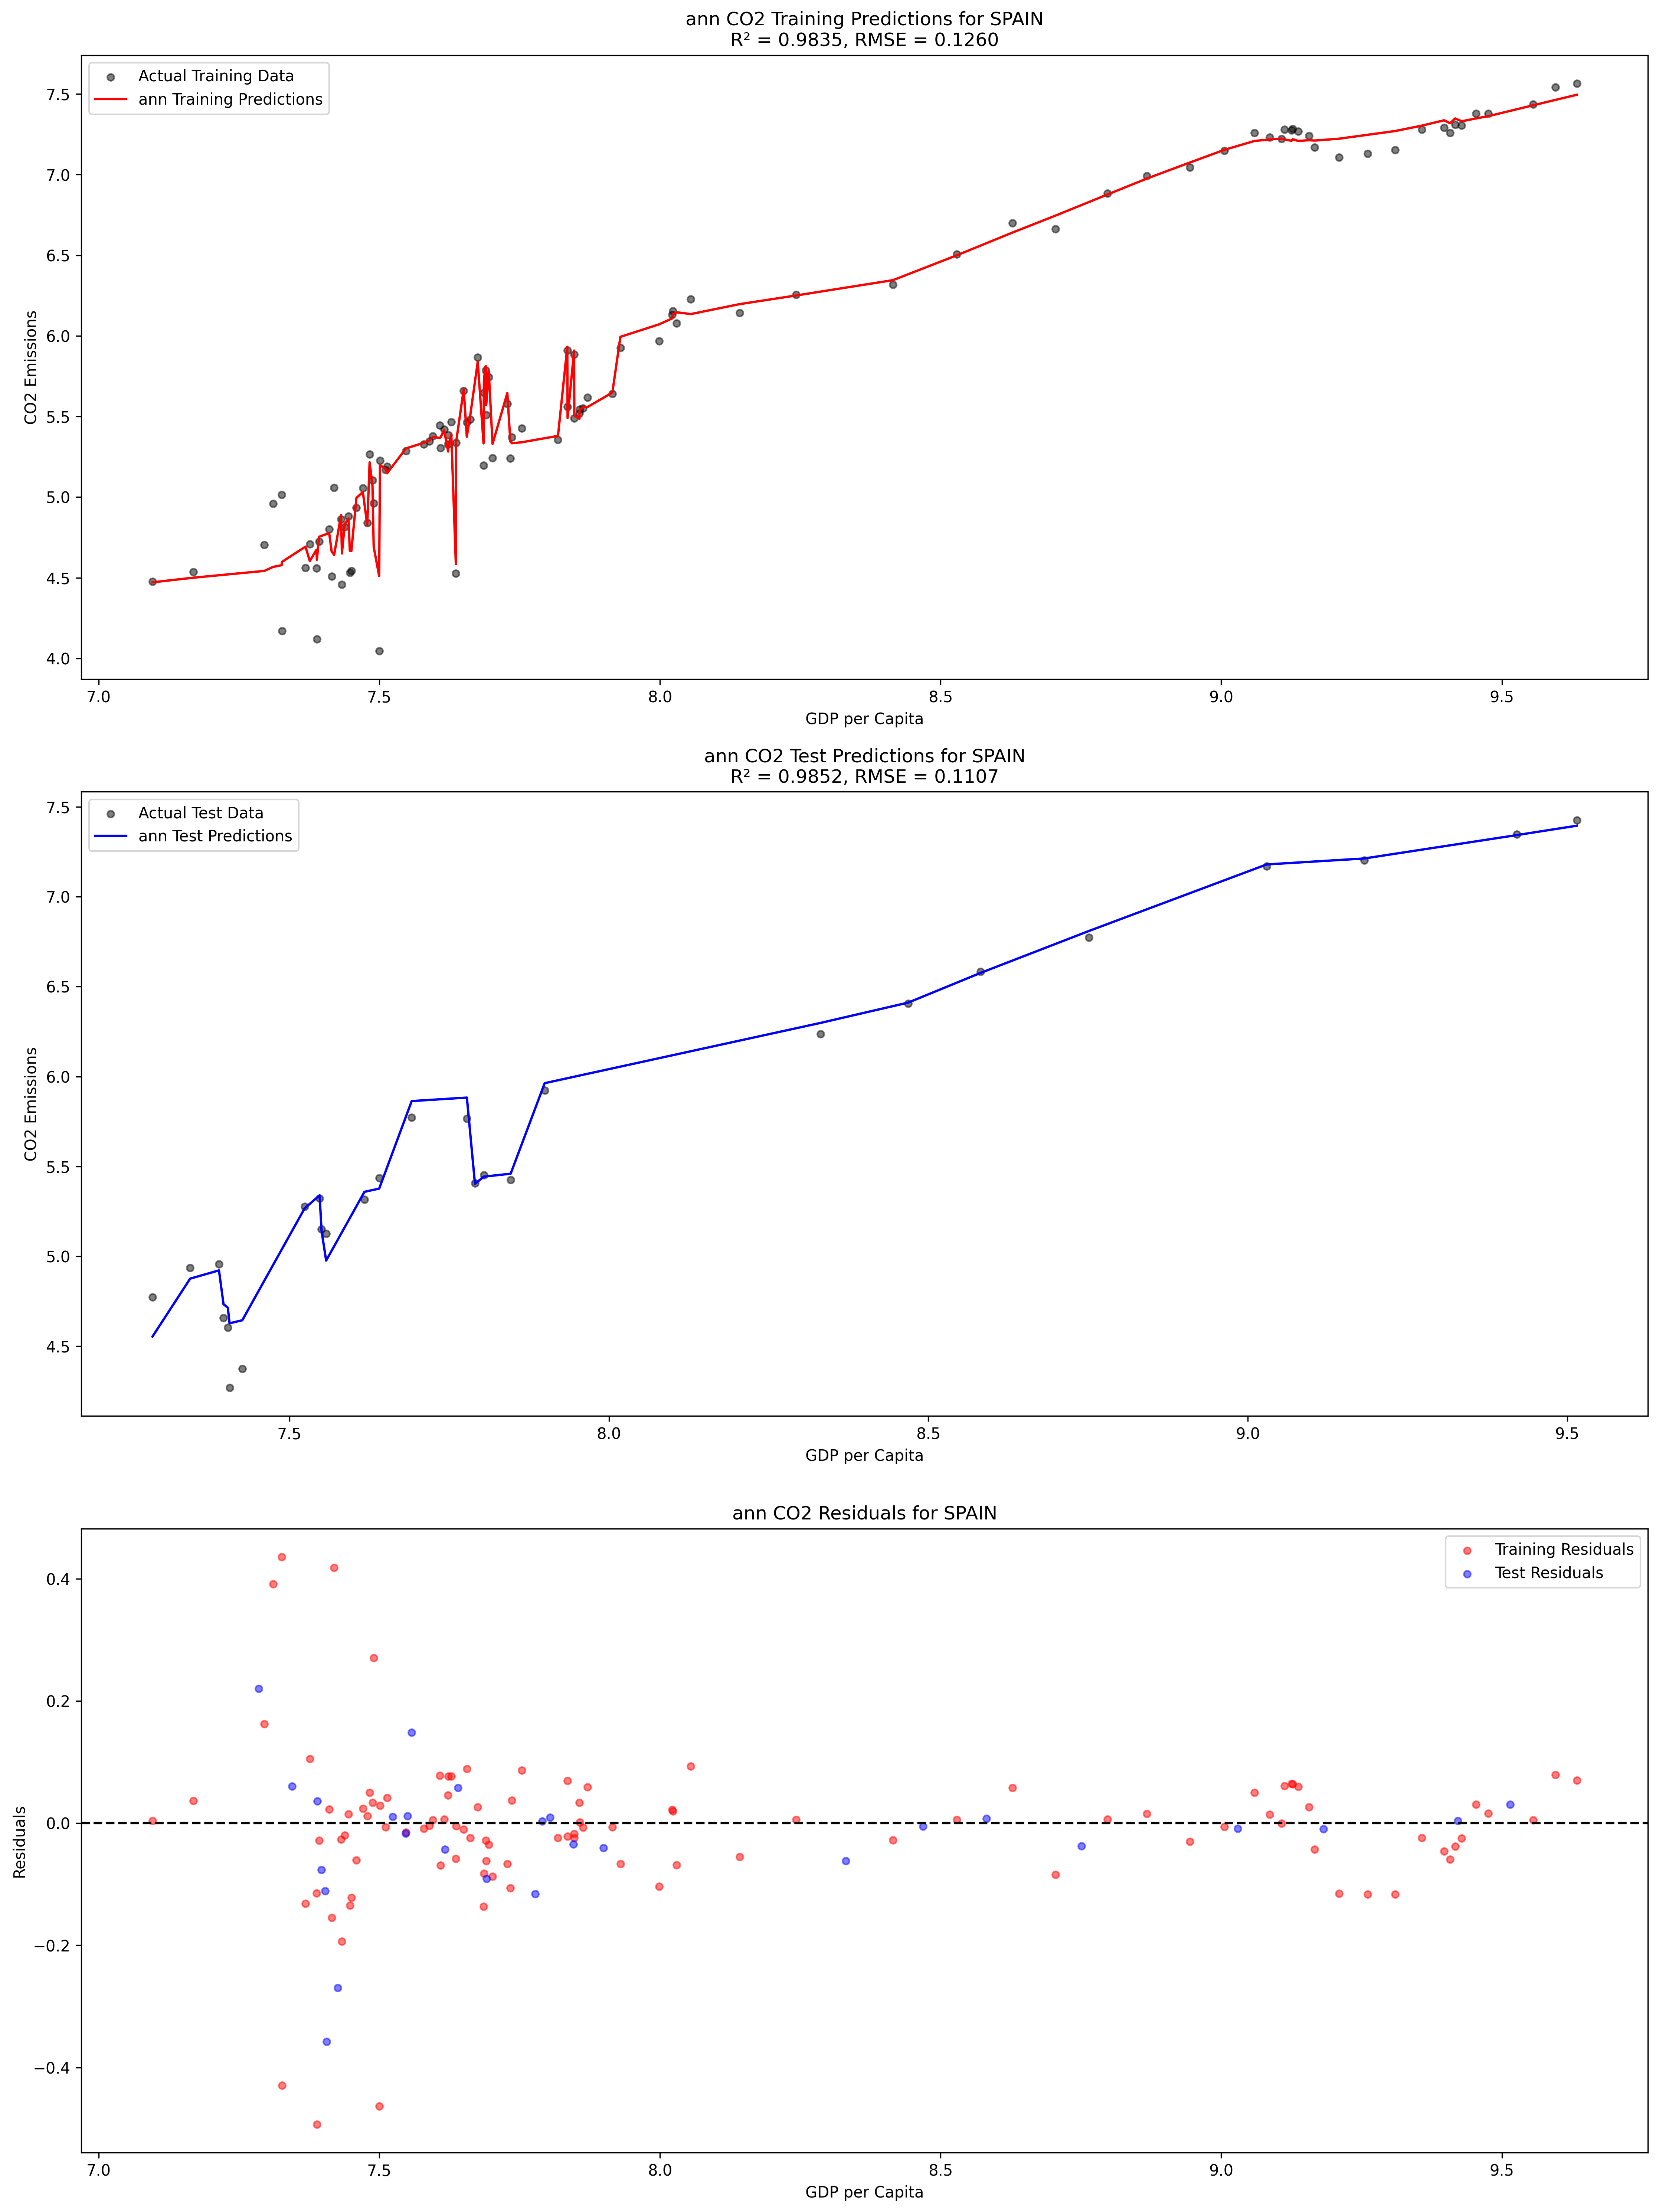 ann CO2 Training Predictions for SPAIN
R² = 0.9835, RMSE = 0.1260
Actual Training Data
ann Training Predictions
CO2 Emissions
7.5
7.0
6.5
6.0
5.5
5.0
4.5
4.0
7.0 7.5 8.0 8.5 9.0 9.5
GDP per Capita
ann CO2 Test Predictions for SPAIN
R² = 0.9852, RMSE = 0.1107
Actual Test Data
ann Test Predictions
CO2 Emissions
7.5
7.0
6.5
6.0
5.5
5.0
4.5
7.5 8.0 8.5 9.0 9.5
GDP per Capita
ann CO2 Residuals for SPAIN
Training Residuals
Test Residuals
Residuals
0.4
0.2
0.0
−0.2
−0.4
7.0 7.5 8.0 8.5 9.0 9.5
GDP per Capita